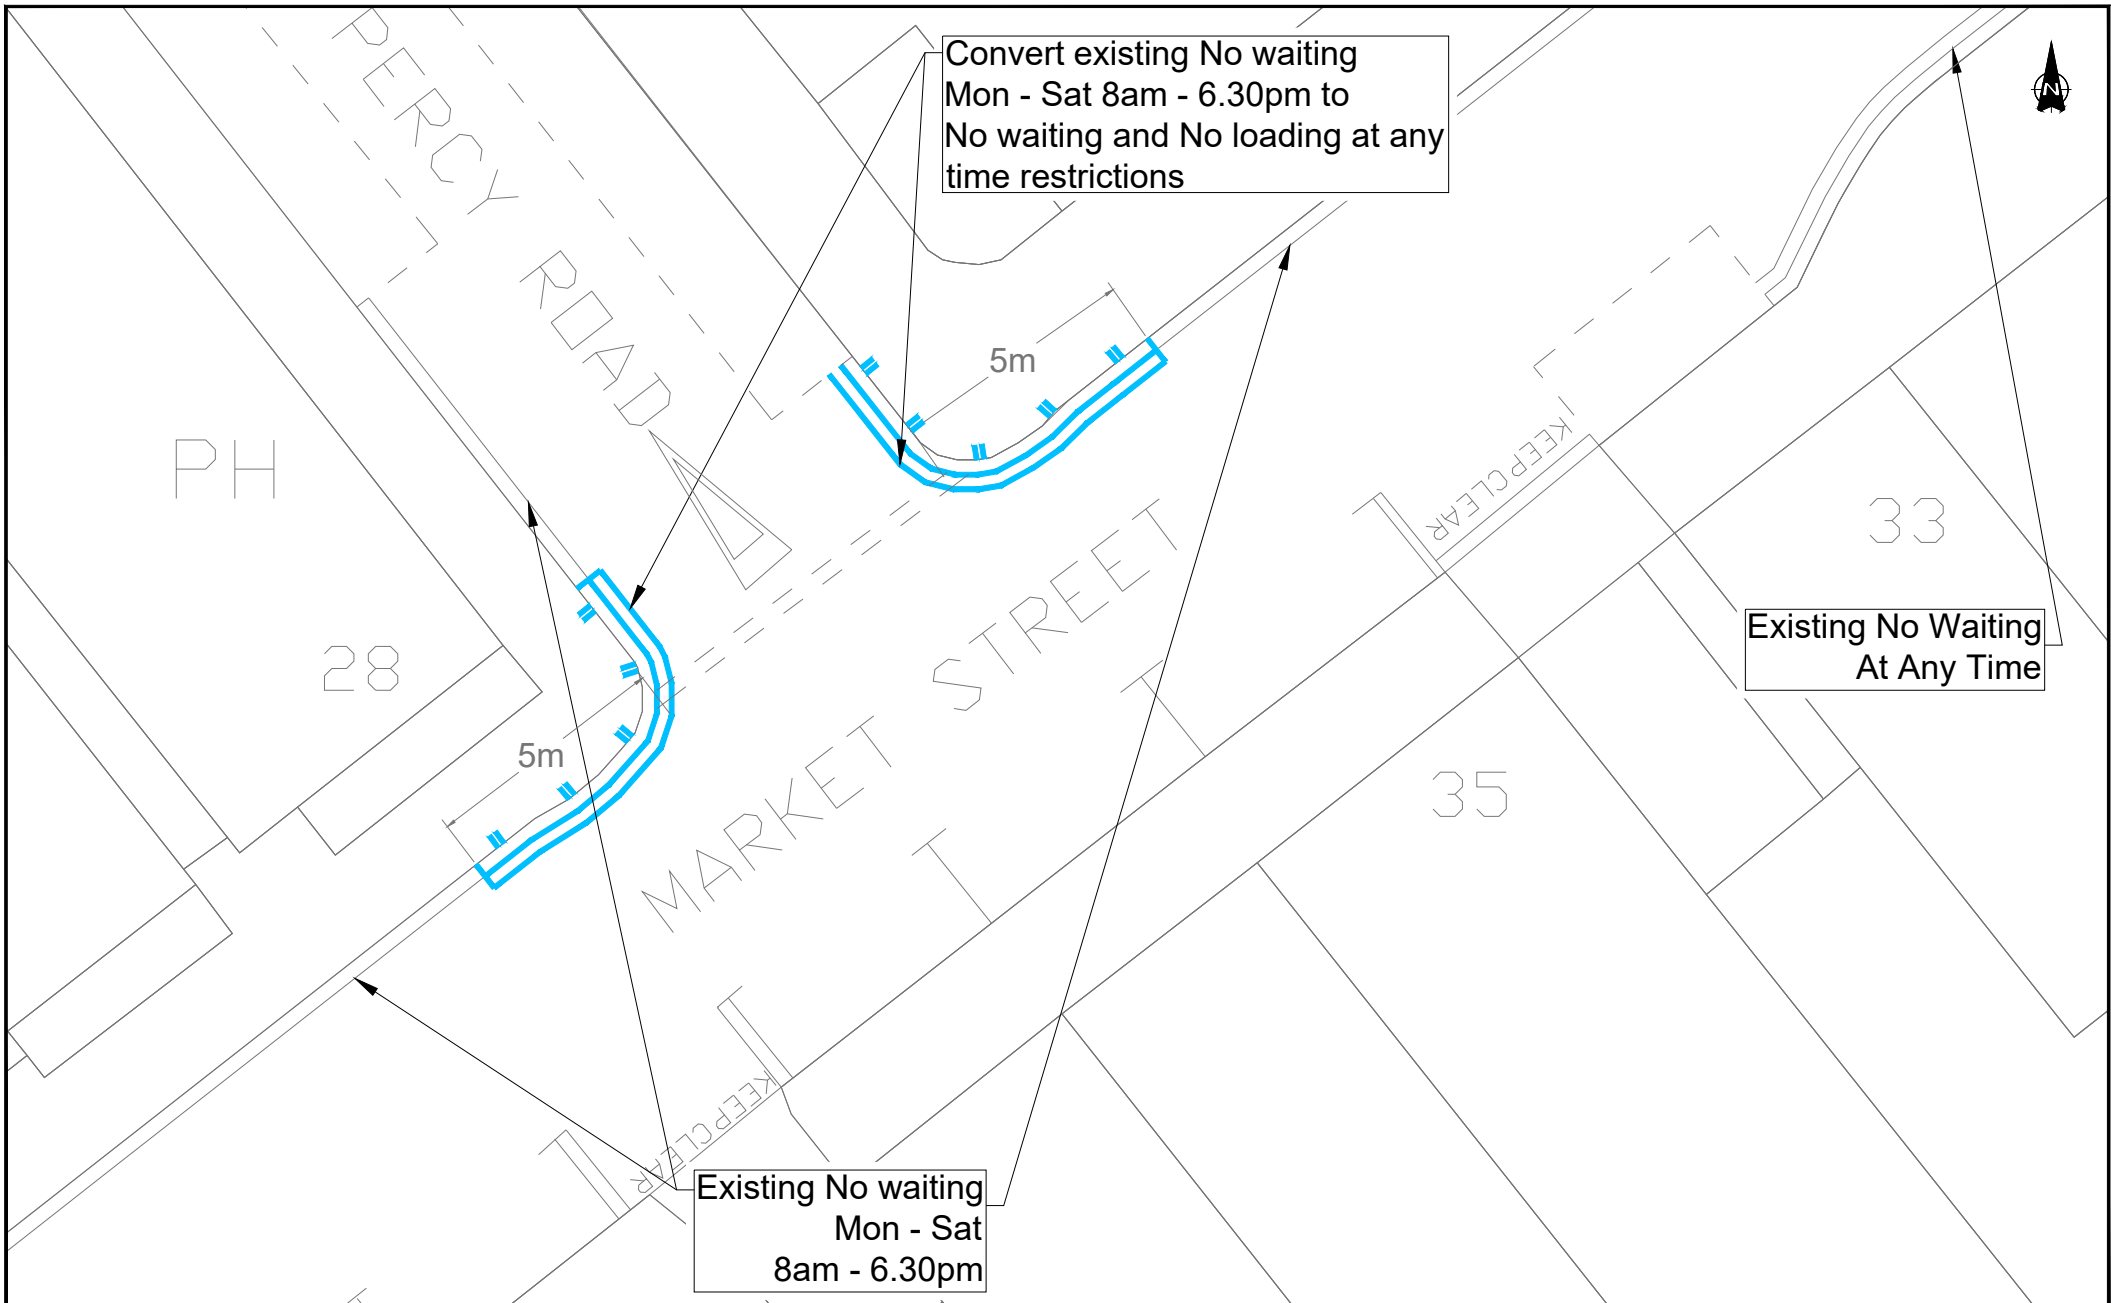 Convert existing No waiting
Mon - Sat 8am - 6.30pm to
No waiting and No loading at any
time restrictions
N
PERCY ROAD
5m
PH
KEEP CLEAR
33
MARKET STREET
Existing No Waiting
At Any Time
28
5m
35
KEEP CLEAR
Existing No waiting
Mon - Sat
8am - 6.30pm